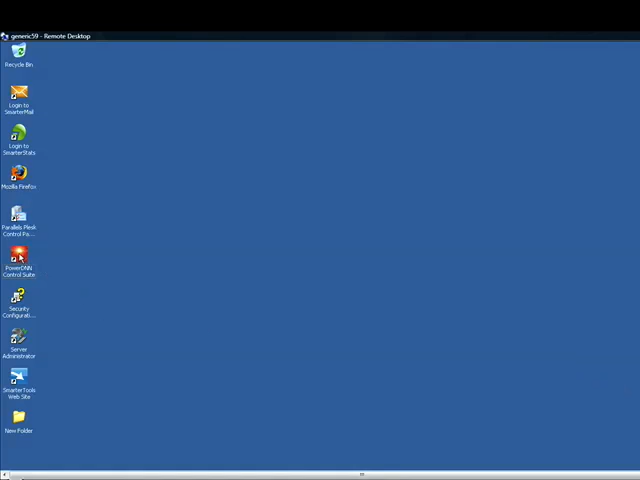 generic59 - Remote Desktop
Recycle Bin
Login to
SmarterMail
Login to
SmarterStats
Mozilla Firefox
Parallels Plesk
Control Pa...
PowerDNN
Control Suite
Security
Configurati...
Server
Administrator
SmarterTools
Web Site
New Folder